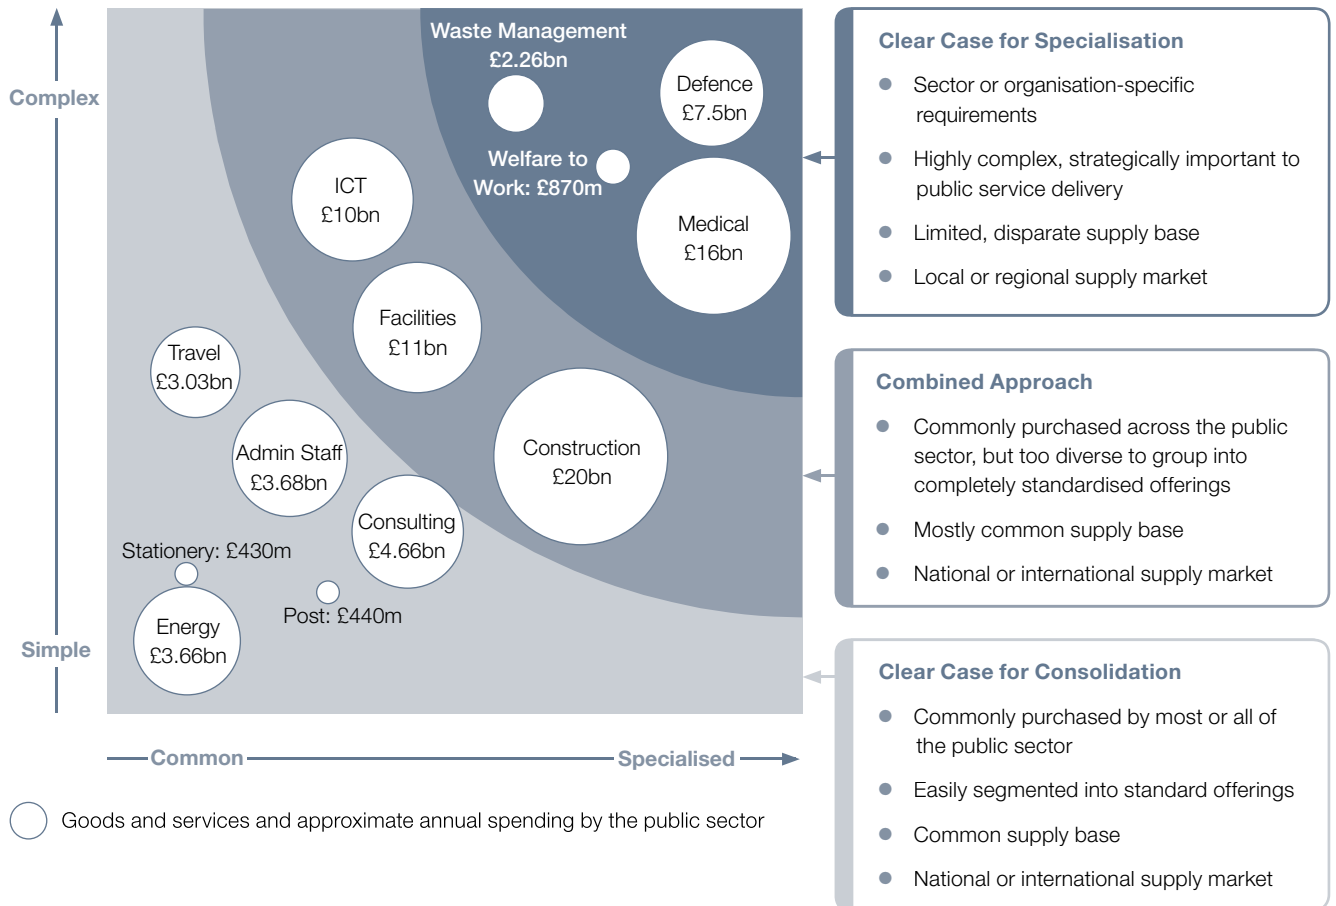 Complex
Simple
Waste Management
£2.26bn
Defence
£7.5bn
Welfare to
Work: £870m
ICT
£10bn
Medical
£16bn
Facilities
£11bn
Travel
£3.03bn
Admin Staff
£3.68bn
Construction
£20bn
Consulting
£4.66bn
Stationery: £430m
Post: £440m
Energy
£3.66bn
Common
Specialised
Goods and services and approximate annual spending by the public sector
Clear Case for Specialisation
Sector or organisation-specific
requirements
Highly complex, strategically important to
public service delivery
Limited, disparate supply base
Local or regional supply market
Combined Approach
Commonly purchased across the public
sector, but too diverse to group into
completely standardised offerings
Mostly common supply base
National or international supply market
Clear Case for Consolidation
Commonly purchased by most or all of
the public sector
Easily segmented into standard offerings
Common supply base
National or international supply market